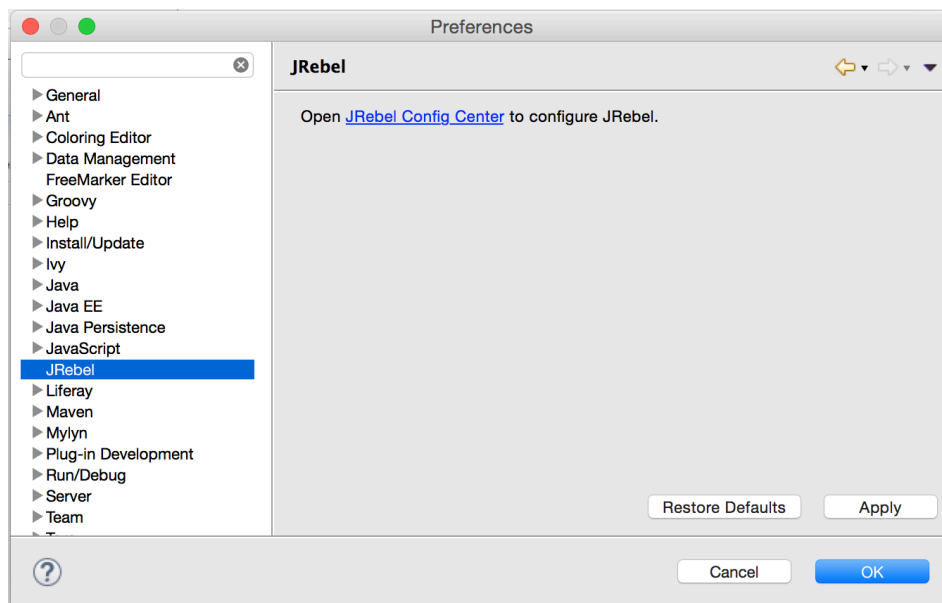 Preferences
JRebel
Open JRebel Config Center to configure JRebel.
General
Ant
Coloring Editor
Data Management
FreeMarker Editor
Groovy
Help
Install/Update
Ivy
Java
Java EE
Java Persistence
JavaScript
JRebel
Liferay
Maven
Mylyn
Plug-in Development
Run/Debug
Server
Team
Restore Defaults
Apply
?
Cancel
OK